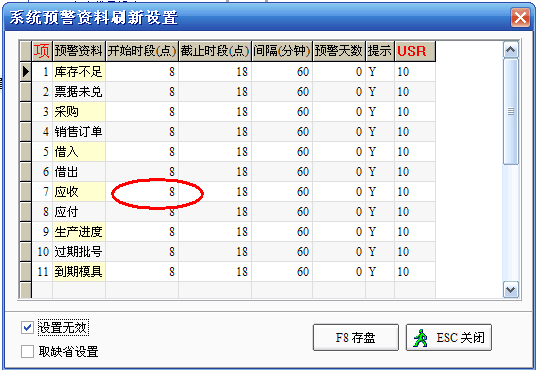 系统预警资料刷新设置
项 预警资料 开始时段(点) 截止时段(点) 间隔(分钟) 预警天数 提示 USR
1 库存不足 8 18 60 0 Y 10
2 票据未兑 8 18 60 0 Y 10
3 采购 8 18 60 0 Y 10
4 销售订单 8 18 60 0 Y 10
5 借入 8 18 60 0 Y 10
6 借出 8 18 60 0 Y 10
7 应收 8 18 60 0 Y 10
8 应付 8 18 60 0 Y 10
9 生产进度 8 18 60 0 Y 10
10 过期批号 8 18 60 0 Y 10
11 到期模具 8 18 60 0 Y 10
设置无效
取缺省设置
F8 存盘
ESC 关闭